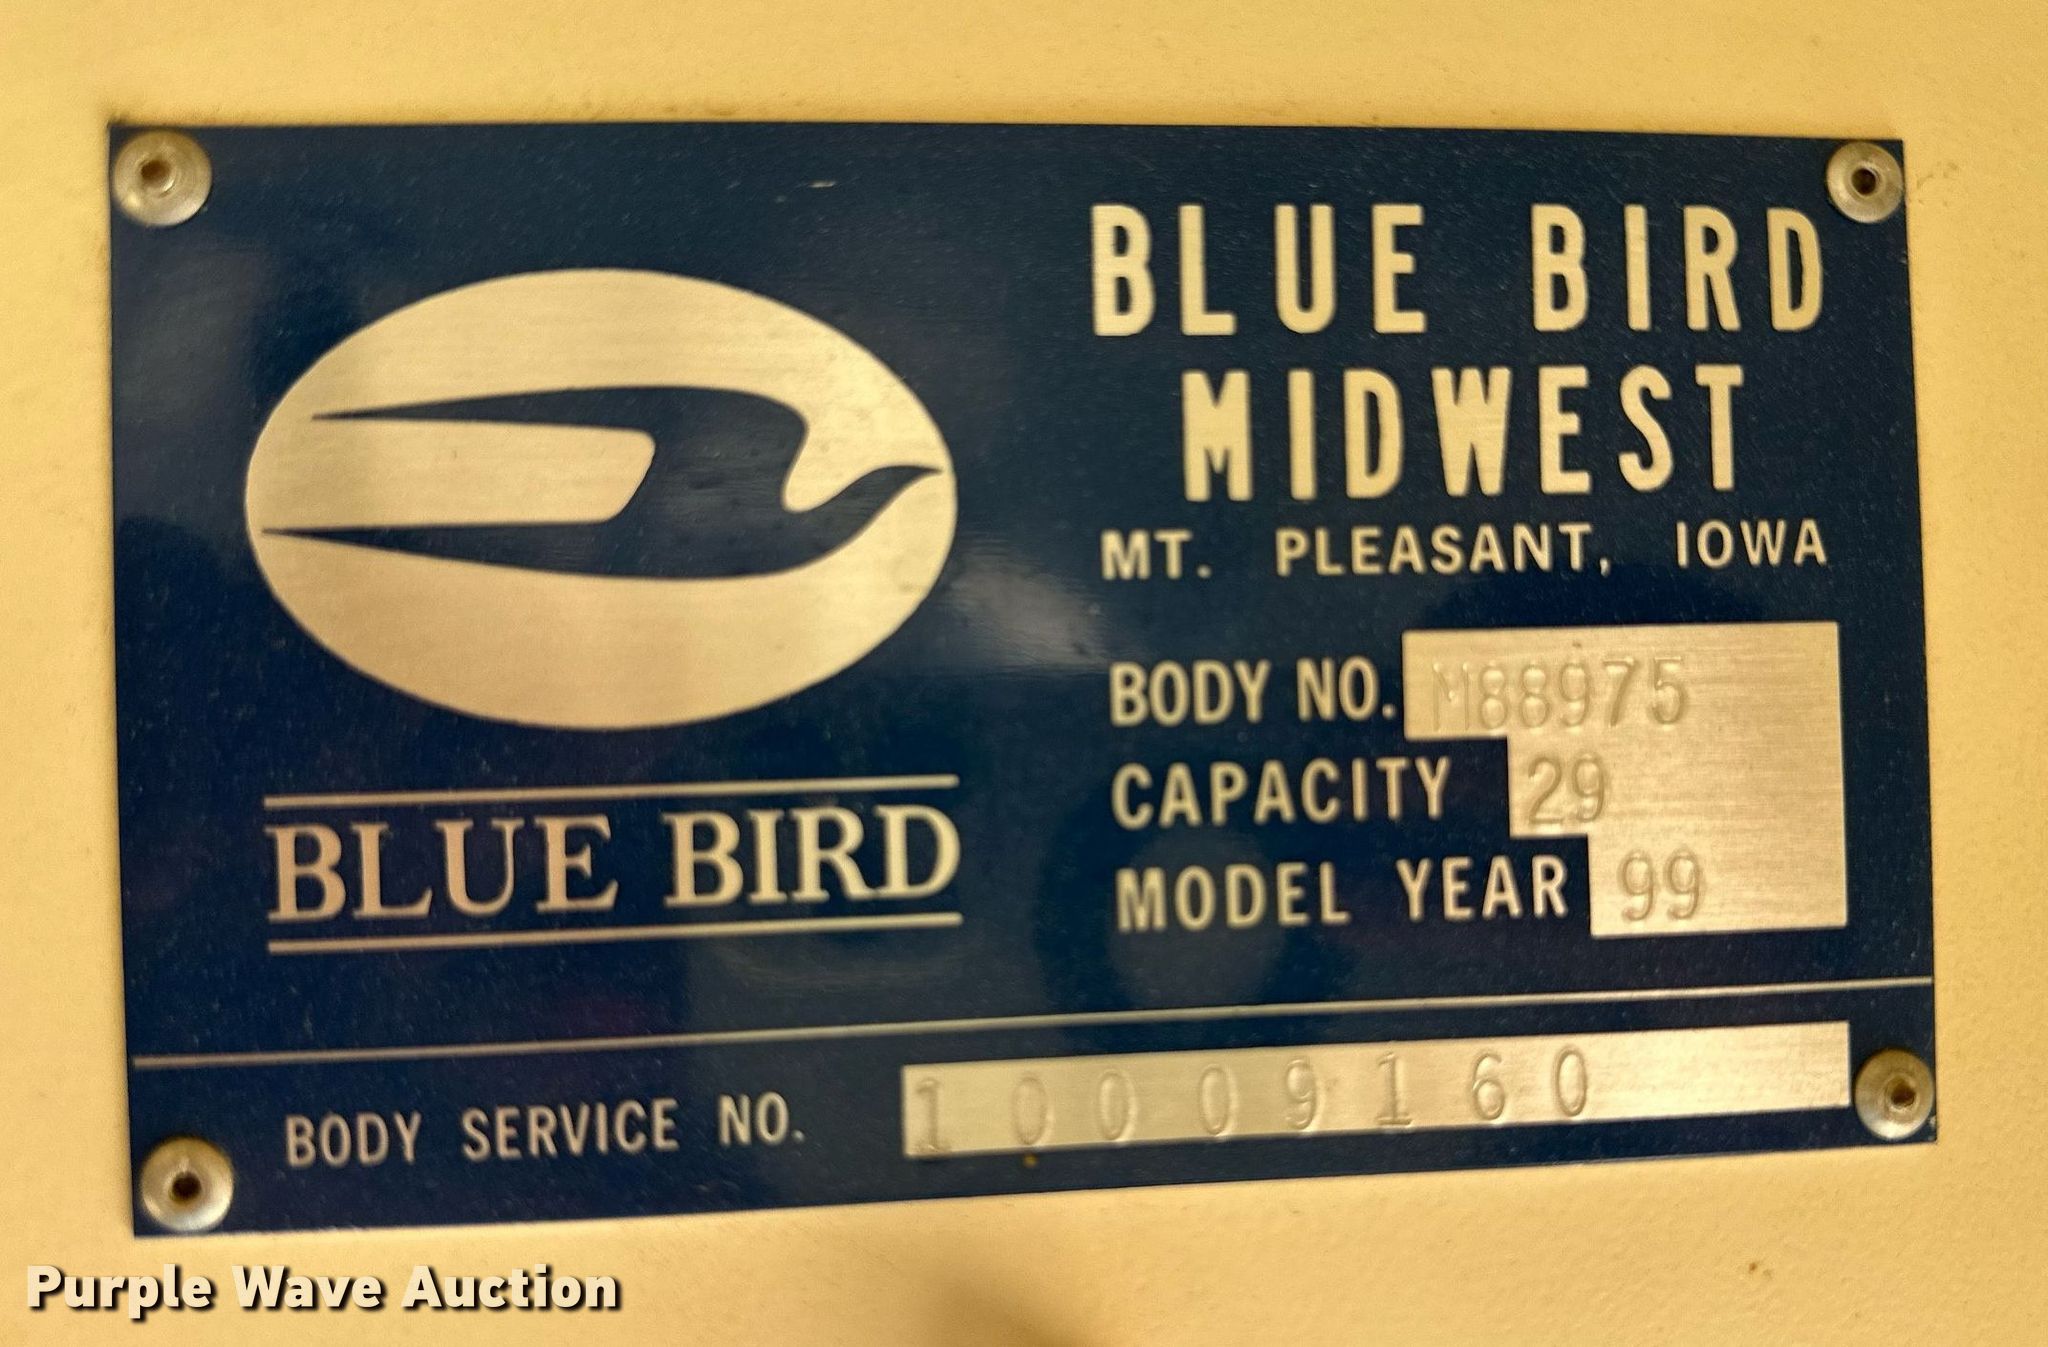 BLUE BIRD
MIDWEST
MT. PLEASANT, IOWA
BODY NO. M88975
CAPACITY 29
MODEL YEAR 99
BLUE BIRD
BODY SERVICE NO. 10009160
Purple Wave Auction